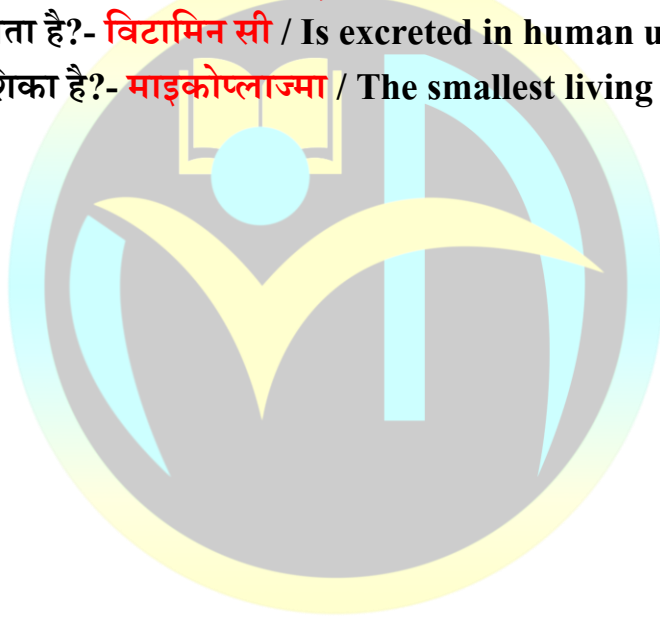 ता है?- विटामिन सी / Is excreted in human u
शिका है?- माइकोप्लाज्मा / The smallest living